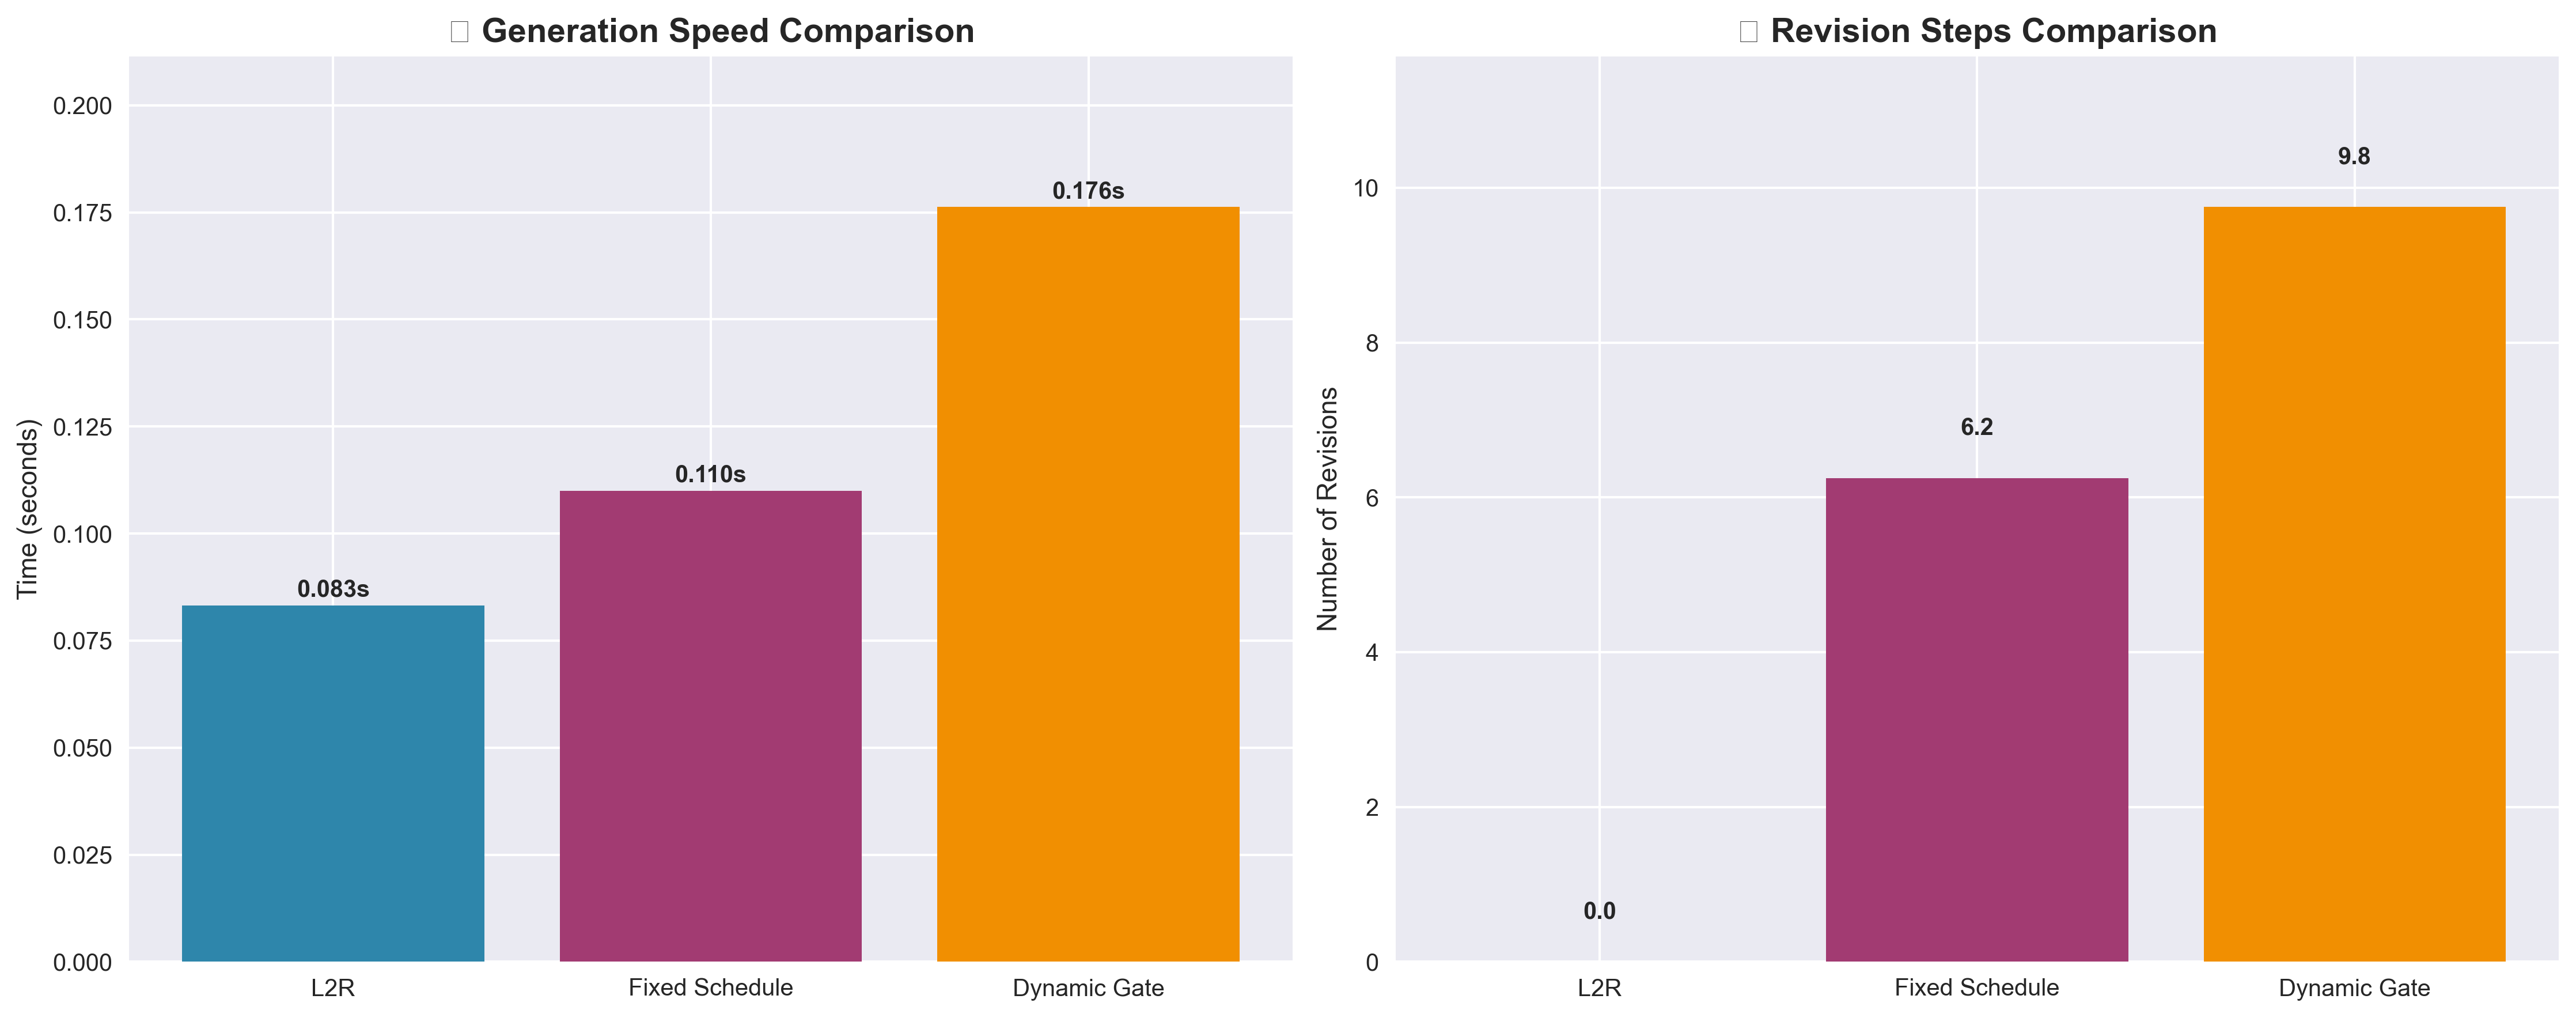 ▯ Generation Speed Comparison
0.200
0.175
0.150
0.125
0.100
0.075
0.050
0.025
0.000
Time (seconds)
0.083s
0.110s
0.176s
L2R
Fixed Schedule
Dynamic Gate
▯ Revision Steps Comparison
10
8
6
4
2
0
Number of Revisions
0.0
6.2
9.8
L2R
Fixed Schedule
Dynamic Gate